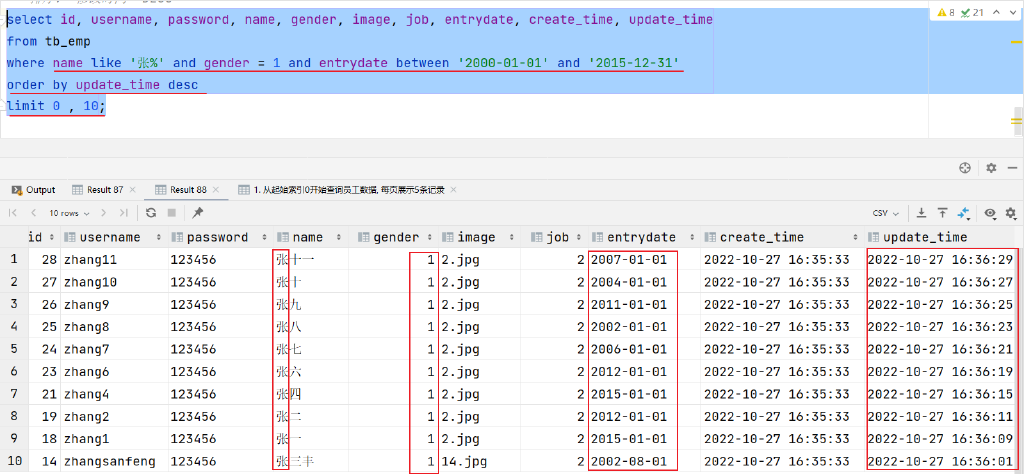 select id, username, password, name, gender, image, job, entrydate, create_time, update_time
from tb_emp
where name like '张%' and gender = 1 and entrydate between '2000-01-01' and '2015-12-31'
order by update_time desc
limit 0 , 10;
8 21
Output Result 87 Result 88 1. 从起始索引0开始查询员工数据, 每页展示5条记录
10 rows CSV
id username password name gender image job entrydate create_time update_time
1 28 zhang11 123456 张十一 1 2.jpg 2 2007-01-01 2022-10-27 16:35:33 2022-10-27 16:36:29
2 27 zhang10 123456 张十 1 2.jpg 2 2004-01-01 2022-10-27 16:35:33 2022-10-27 16:36:27
3 26 zhang9 123456 张九 1 2.jpg 2 2011-01-01 2022-10-27 16:35:33 2022-10-27 16:36:25
4 25 zhang8 123456 张八 1 2.jpg 2 2002-01-01 2022-10-27 16:35:33 2022-10-27 16:36:23
5 24 zhang7 123456 张七 1 2.jpg 2 2006-01-01 2022-10-27 16:35:33 2022-10-27 16:36:21
6 23 zhang6 123456 张六 1 2.jpg 2 2012-01-01 2022-10-27 16:35:33 2022-10-27 16:36:19
7 21 zhang4 123456 张四 1 2.jpg 2 2015-01-01 2022-10-27 16:35:33 2022-10-27 16:36:15
8 19 zhang2 123456 张二 1 2.jpg 2 2012-01-01 2022-10-27 16:35:33 2022-10-27 16:36:11
9 18 zhang1 123456 张一 1 2.jpg 2 2015-01-01 2022-10-27 16:35:33 2022-10-27 16:36:09
10 14 zhangsanfeng 123456 张三丰 1 14.jpg 2 2002-08-01 2022-10-27 16:35:33 2022-10-27 16:36:01